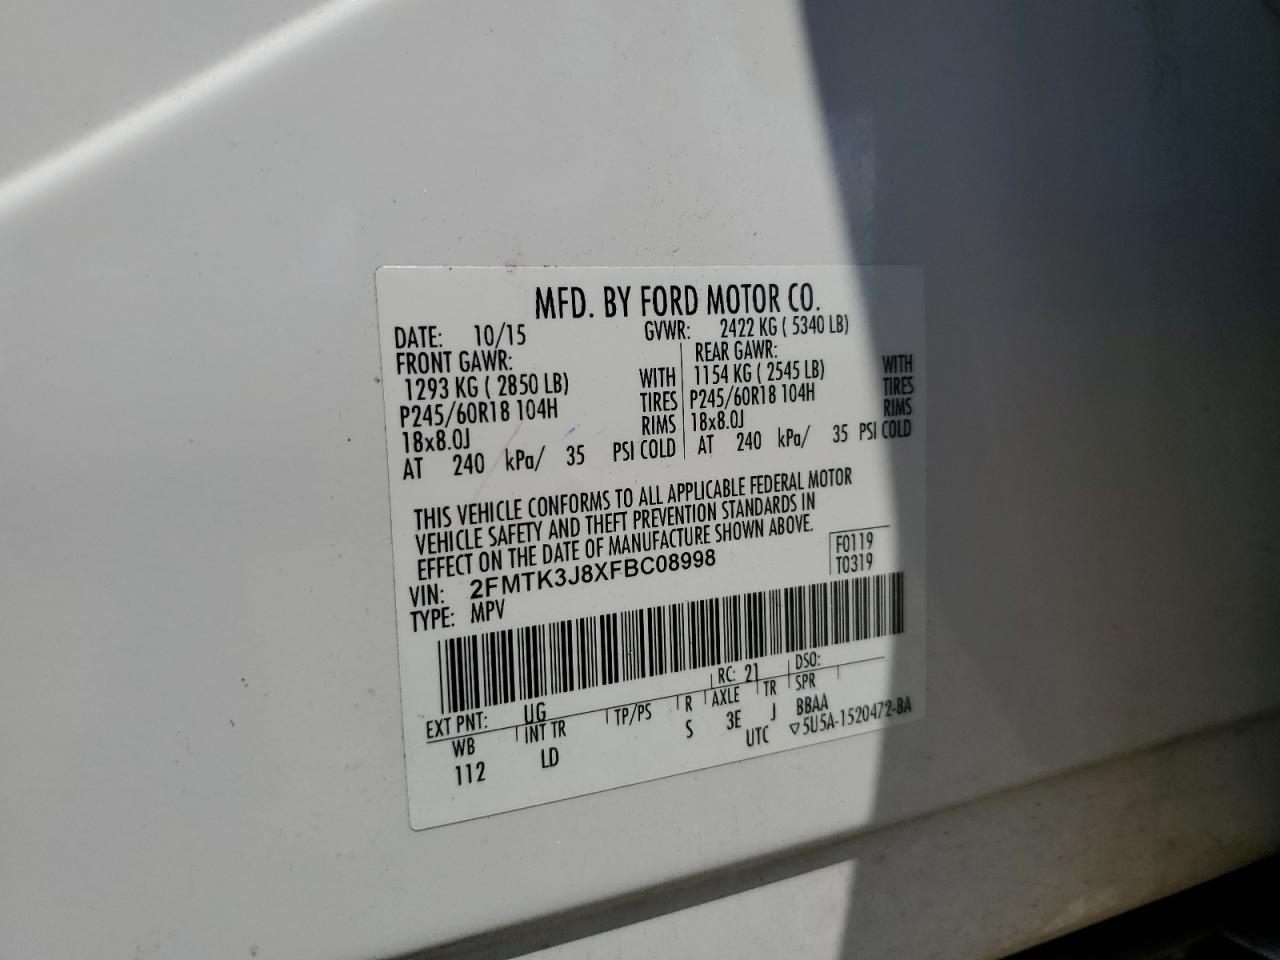 MFD. BY FORD MOTOR CO.
DATE: 10/15 GVWR: 2422 KG ( 5340 LB)
FRONT GAWR: REAR GAWR:
1293 KG ( 2850 LB) WITH 1154 KG ( 2545 LB) WITH
P245/60R18 104H TIRES P245/60R18 104H TIRES
18x8.0J RIMS 18x8.0J RIMS
AT 240 kPa/ 35 PSI COLD AT 240 kPa/ 35 PSI COLD
THIS VEHICLE CONFORMS TO ALL APPLICABLE FEDERAL MOTOR
VEHICLE SAFETY AND THEFT PREVENTION STANDARDS IN
EFFECT ON THE DATE OF MANUFACTURE SHOWN ABOVE.
VIN: 2FMTK3J8XFBC08998 F0119
TYPE: MPV T0319
EXT PNT: UG RC: 21 DSO:
WB INT TR TP/PS R AXLE TR SPR
112 LD S 3E J BBAA
UTC ▽5U5A-1520472-BA